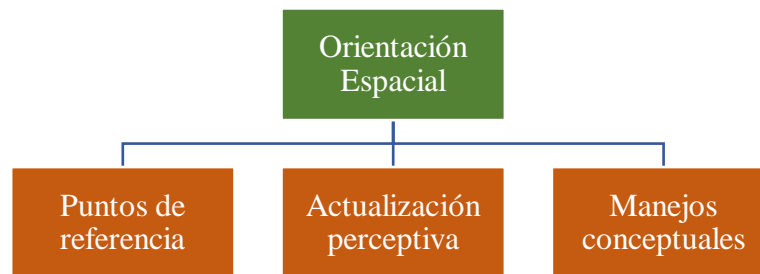 Orientación
Espacial
Puntos de
referencia
Actualización
perceptiva
Manejos
conceptuales